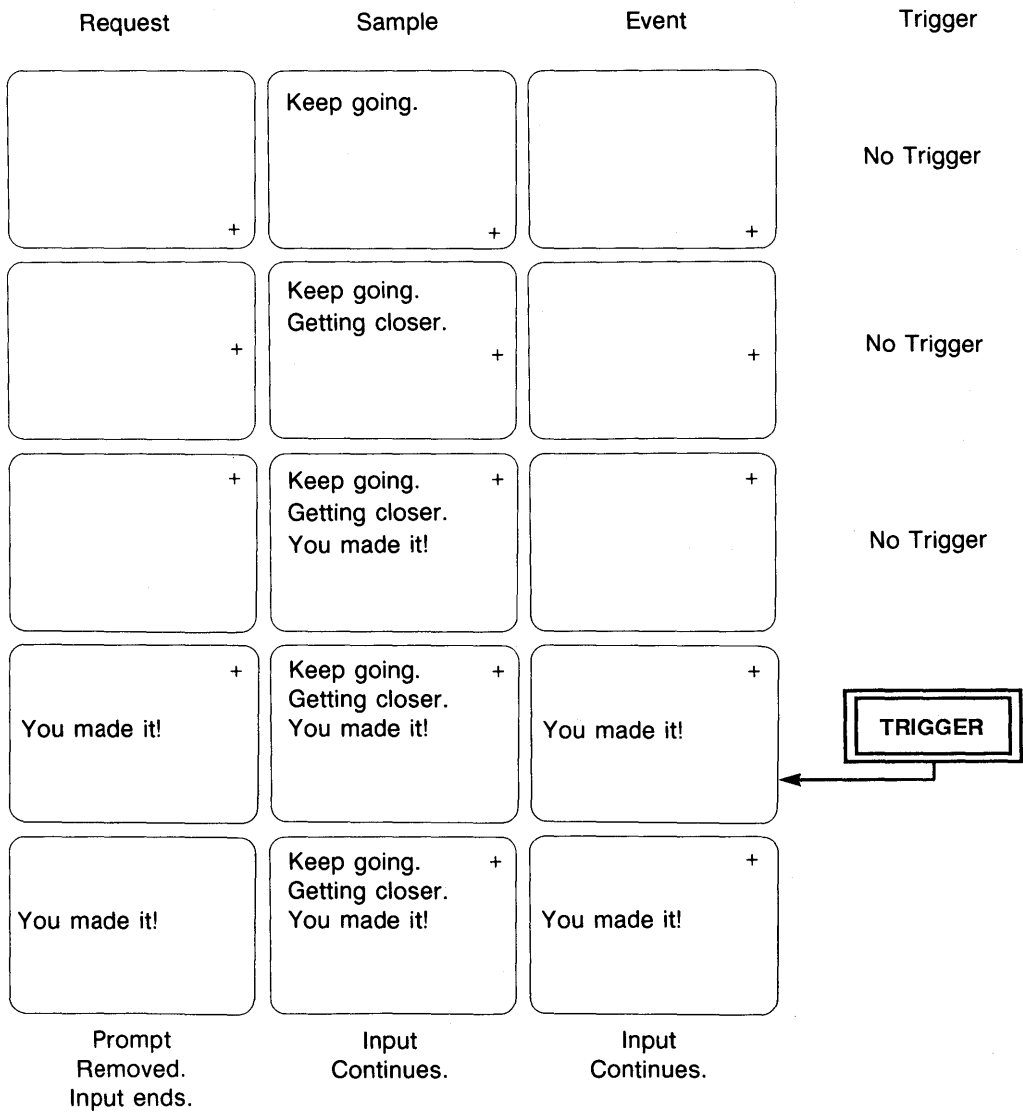 Request Sample Event Trigger
Keep going.
No Trigger
+ + +
Keep going.
Getting closer.
No Trigger
+ + +
+ Keep going. + +
Getting closer.
You made it!
No Trigger
+ Keep going. + +
Getting closer.
You made it! You made it! You made it!
TRIGGER
Keep going. + +
Getting closer.
You made it! You made it! You made it!
Prompt Input Input
Removed. Continues. Continues.
Input ends.